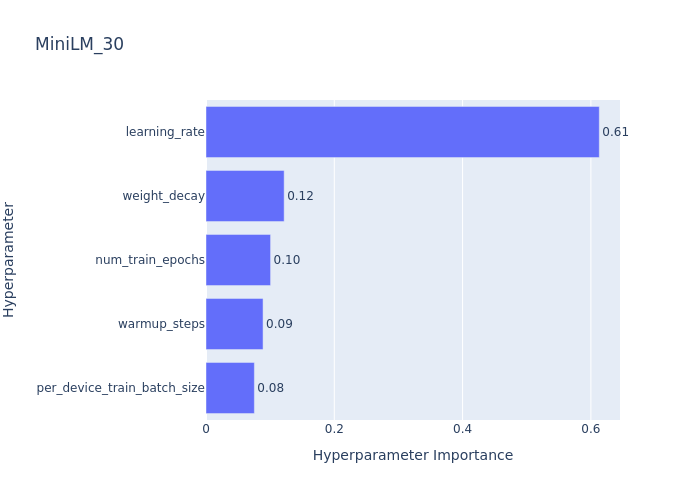 MiniLM_30
Hyperparameter
learning_rate 0.61
weight_decay 0.12
num_train_epochs 0.10
warmup_steps 0.09
per_device_train_batch_size 0.08
0 0.2 0.4 0.6
Hyperparameter Importance